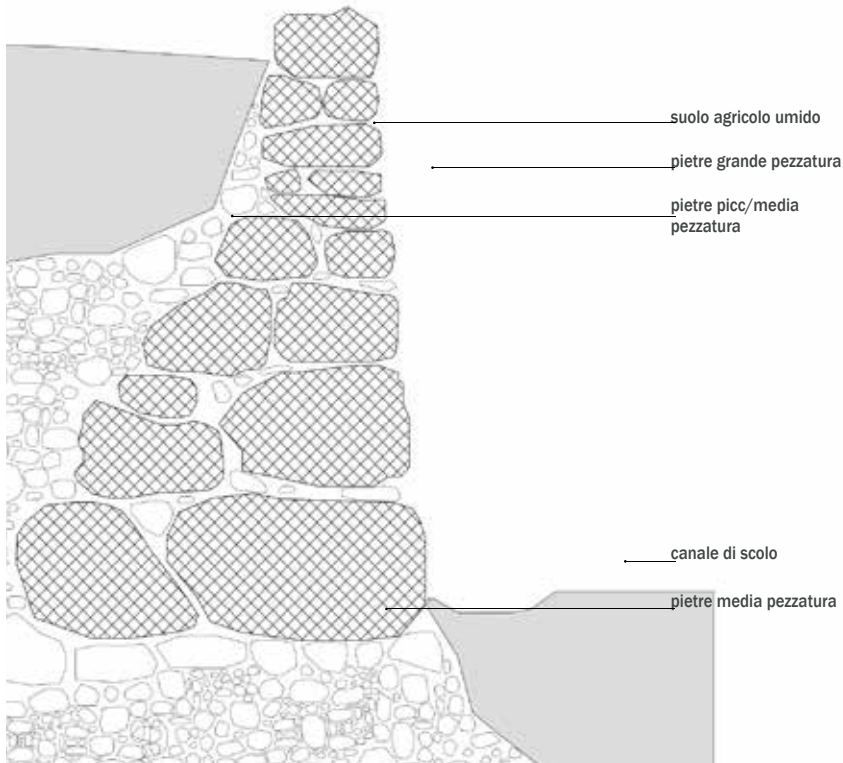 suolo agricolo umido
pietre grande pezzatura
pietre picc/media
pezzatura
canale di scolo
pietre media pezzatura